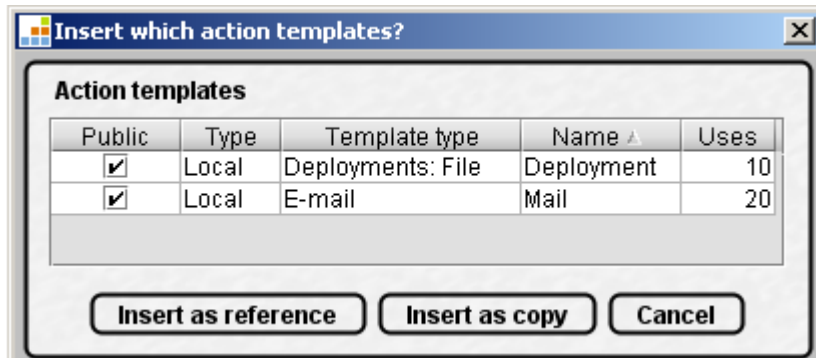 Insert which action templates?
Action templates
Public Type Template type Name Uses
Local Deployments: File Deployment 10
Local E-mail Mail 20
Insert as reference Insert as copy Cancel